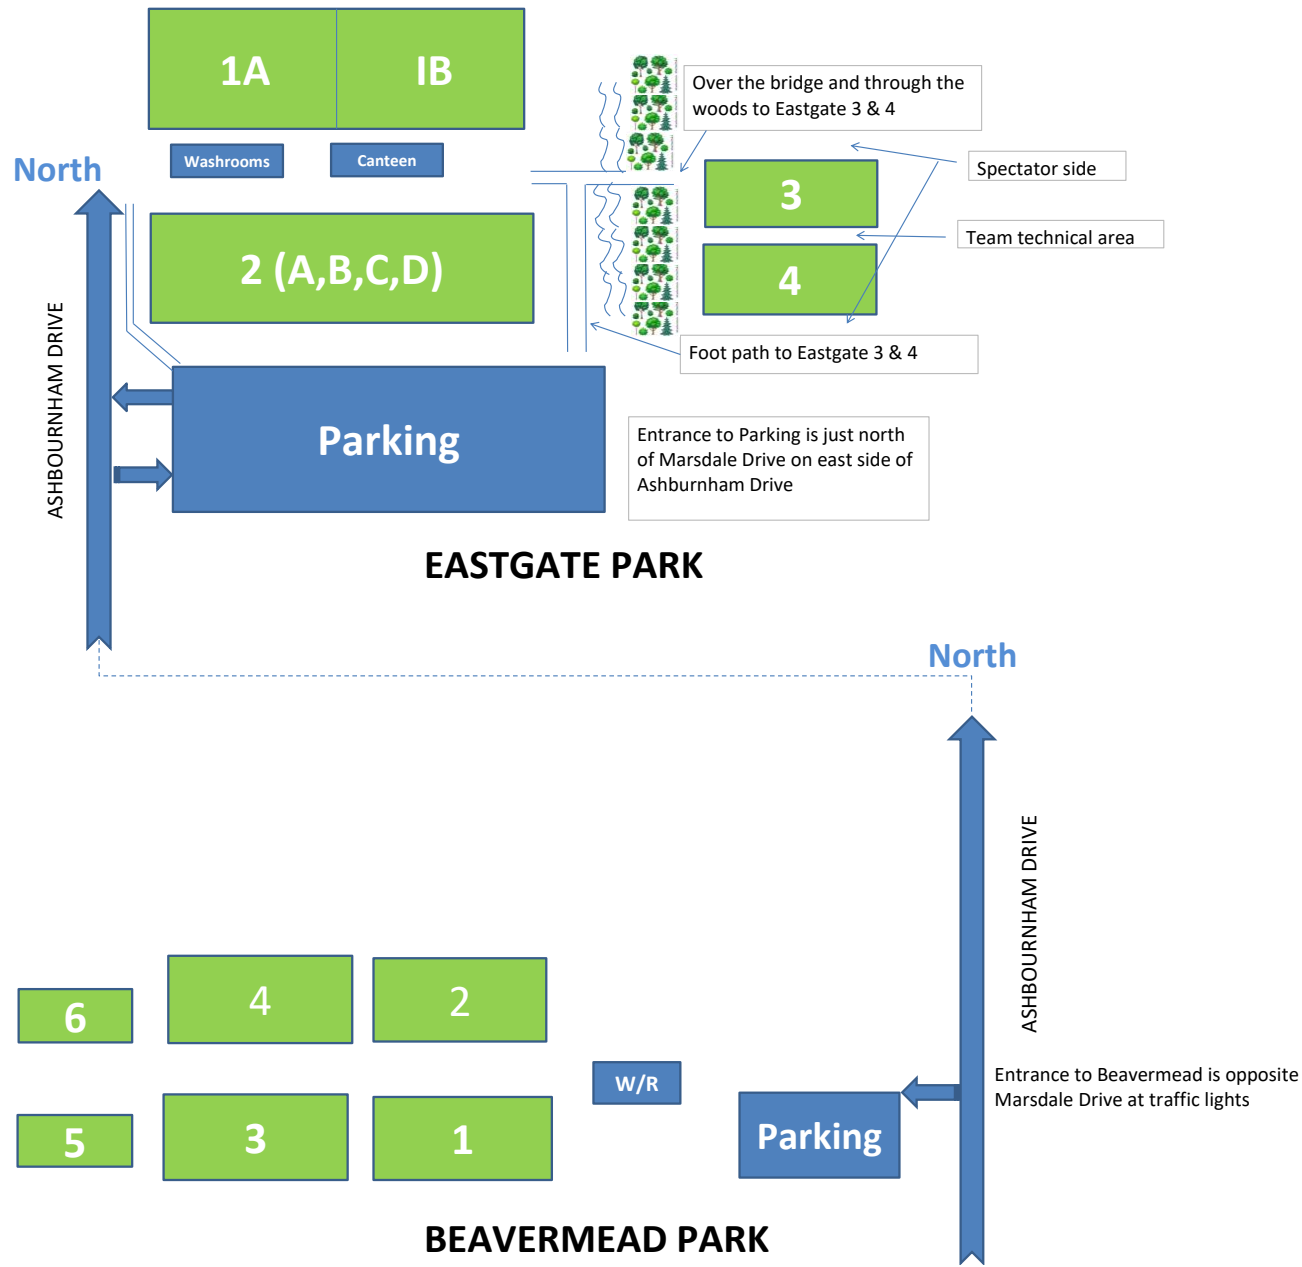 1A
IB
Washrooms
Canteen
North
Over the bridge and through the
woods to Eastgate 3 & 4
Spectator side
3
Team technical area
2 (A,B,C,D)
4
Foot path to Eastgate 3 & 4
ASHBOURNHAM DRIVE
Parking
Entrance to Parking is just north
of Marsdale Drive on east side of
Ashburnham Drive
EASTGATE PARK
North
ASHBOURNHAM DRIVE
6
4
2
W/R
Entrance to Beavermead is opposite
Marsdale Drive at traffic lights
5
3
1
Parking
BEAVERMEAD PARK